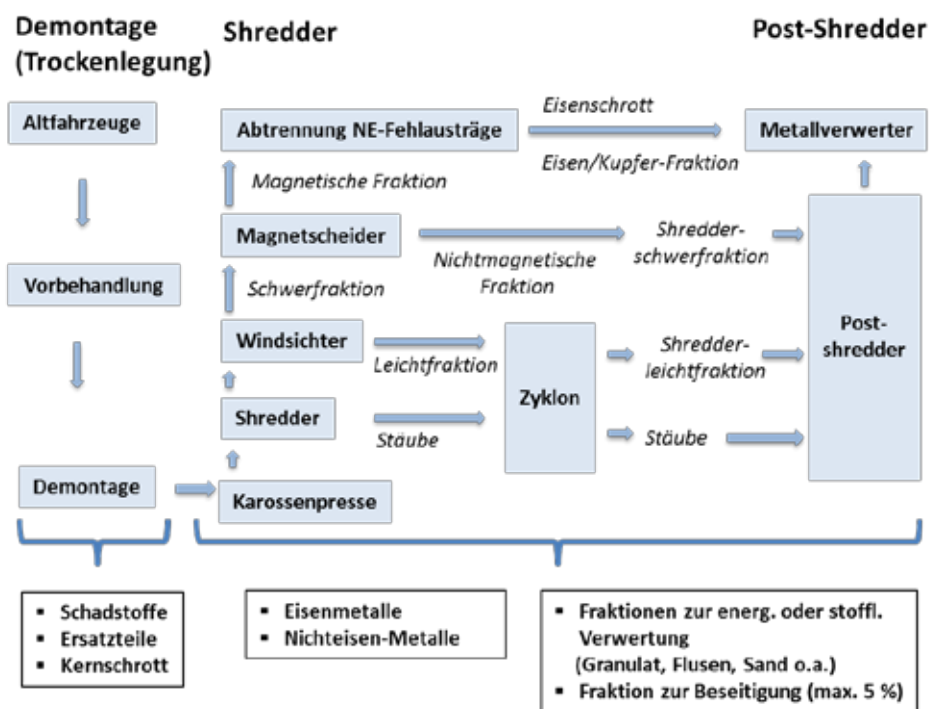 Demontage
(Trockenlegung)
Shredder
Post-Shredder
Altfahrzeuge
Vorbehandlung
Demontage
Abtrennung NE-Fehlausträge
Eisenschrott
Eisen/Kupfer-Fraktion
Metallverwerter
Magnetische Fraktion
Magnetscheider
Nichtmagnetische
Fraktion
Shredder-
schwerfraktion
Schwerfraktion
Windsichter
Leichtfraktion
Zyklon
Shredder-
leichtfraktion
Post-
shredder
Shredder
Stäube
Stäube
Karossenpresse
▪ Schadstoffe
▪ Ersatzteile
▪ Kernschrott
▪ Eisenmetalle
▪ Nichteisen-Metalle
▪ Fraktionen zur energ. oder stoffl.
Verwertung
(Granulat, Flusen, Sand o.a.)
▪ Fraktion zur Beseitigung (max. 5 %)